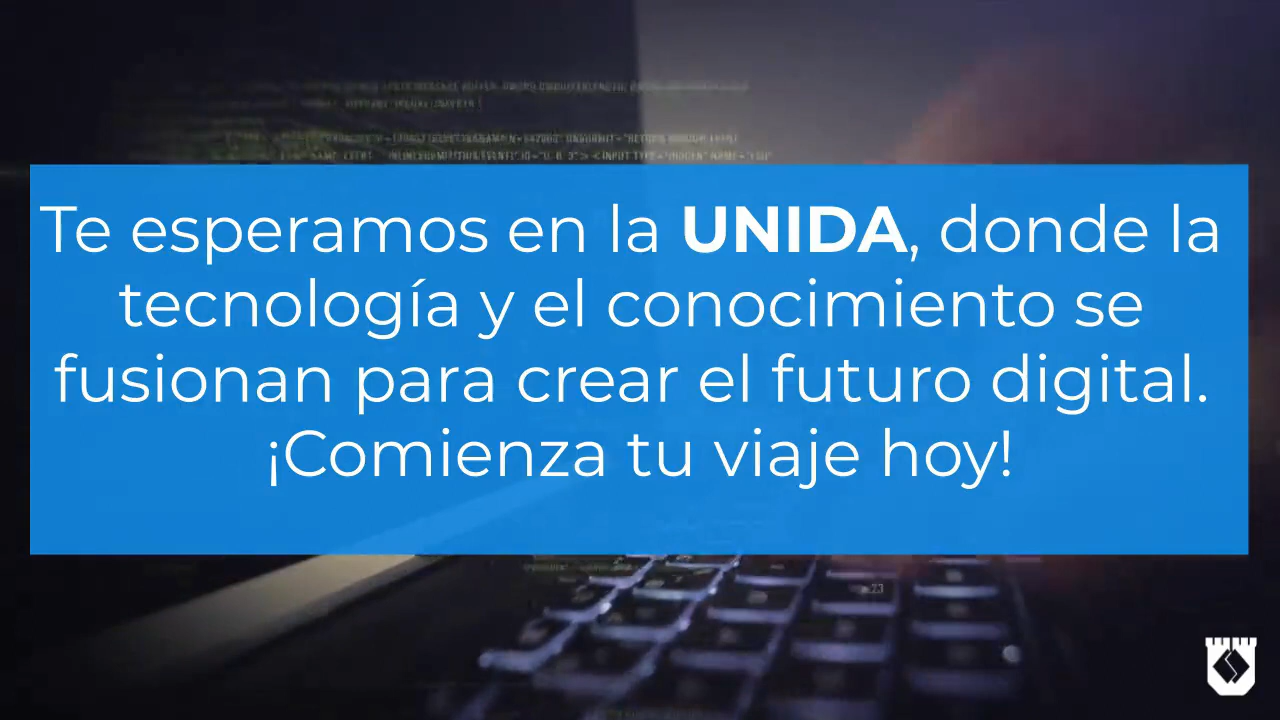 Te esperamos en la UNIDA, donde la
tecnología y el conocimiento se
fusionan para crear el futuro digital.
¡Comienza tu viaje hoy!